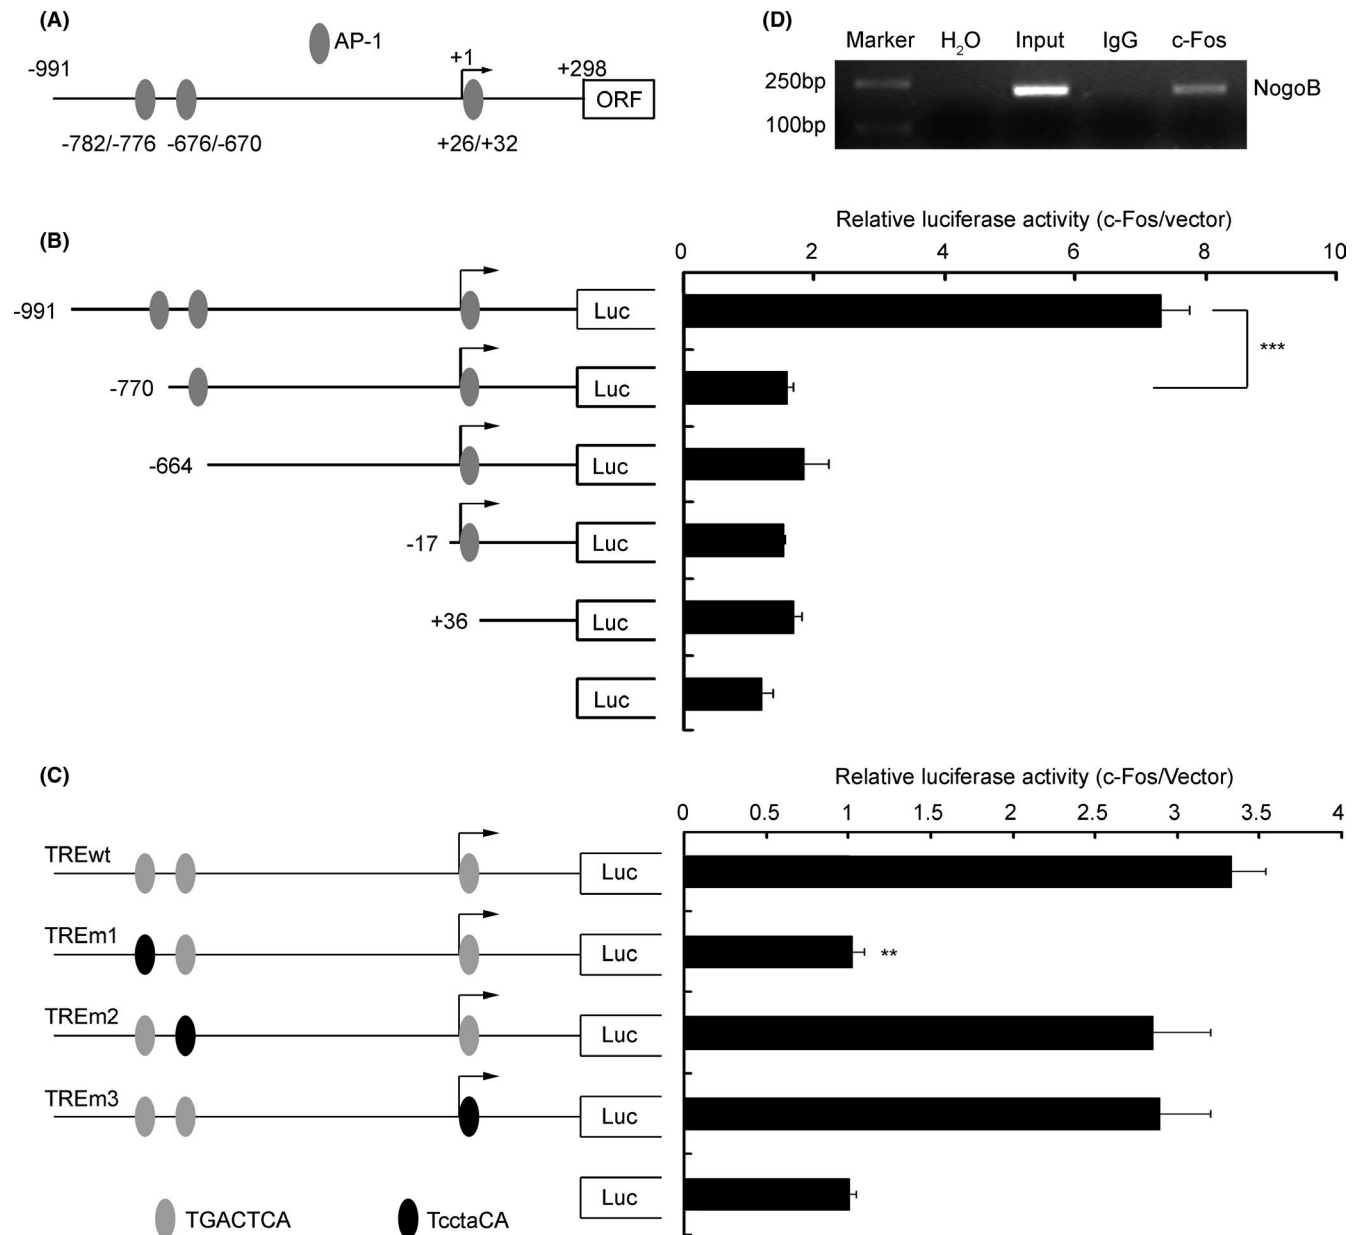 (A)
AP-1
-991
+1
+298
ORF
-782/-776
-676/-670
+26/+32
(D)
Marker H₂O Input IgG c-Fos
250bp
NogoB
100bp
(B)
Relative luciferase activity (c-Fos/vector)
0 2 4 6 8 10
-991
Luc
***
-770
Luc
-664
Luc
-17
Luc
+36
Luc
Luc
(C)
Relative luciferase activity (c-Fos/Vector)
0 0.5 1 1.5 2 2.5 3 3.5 4
TREwt
Luc
TREm1
Luc
**
TREm2
Luc
TREm3
Luc
Luc
TGACTCA
TcctaCA